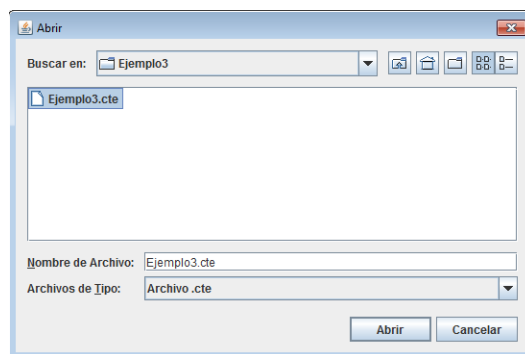 Abrir
Buscar en: Ejemplo3
Ejemplo3.cte
Nombre de Archivo: Ejemplo3.cte
Archivos de Tipo: Archivo .cte
Abrir Cancelar